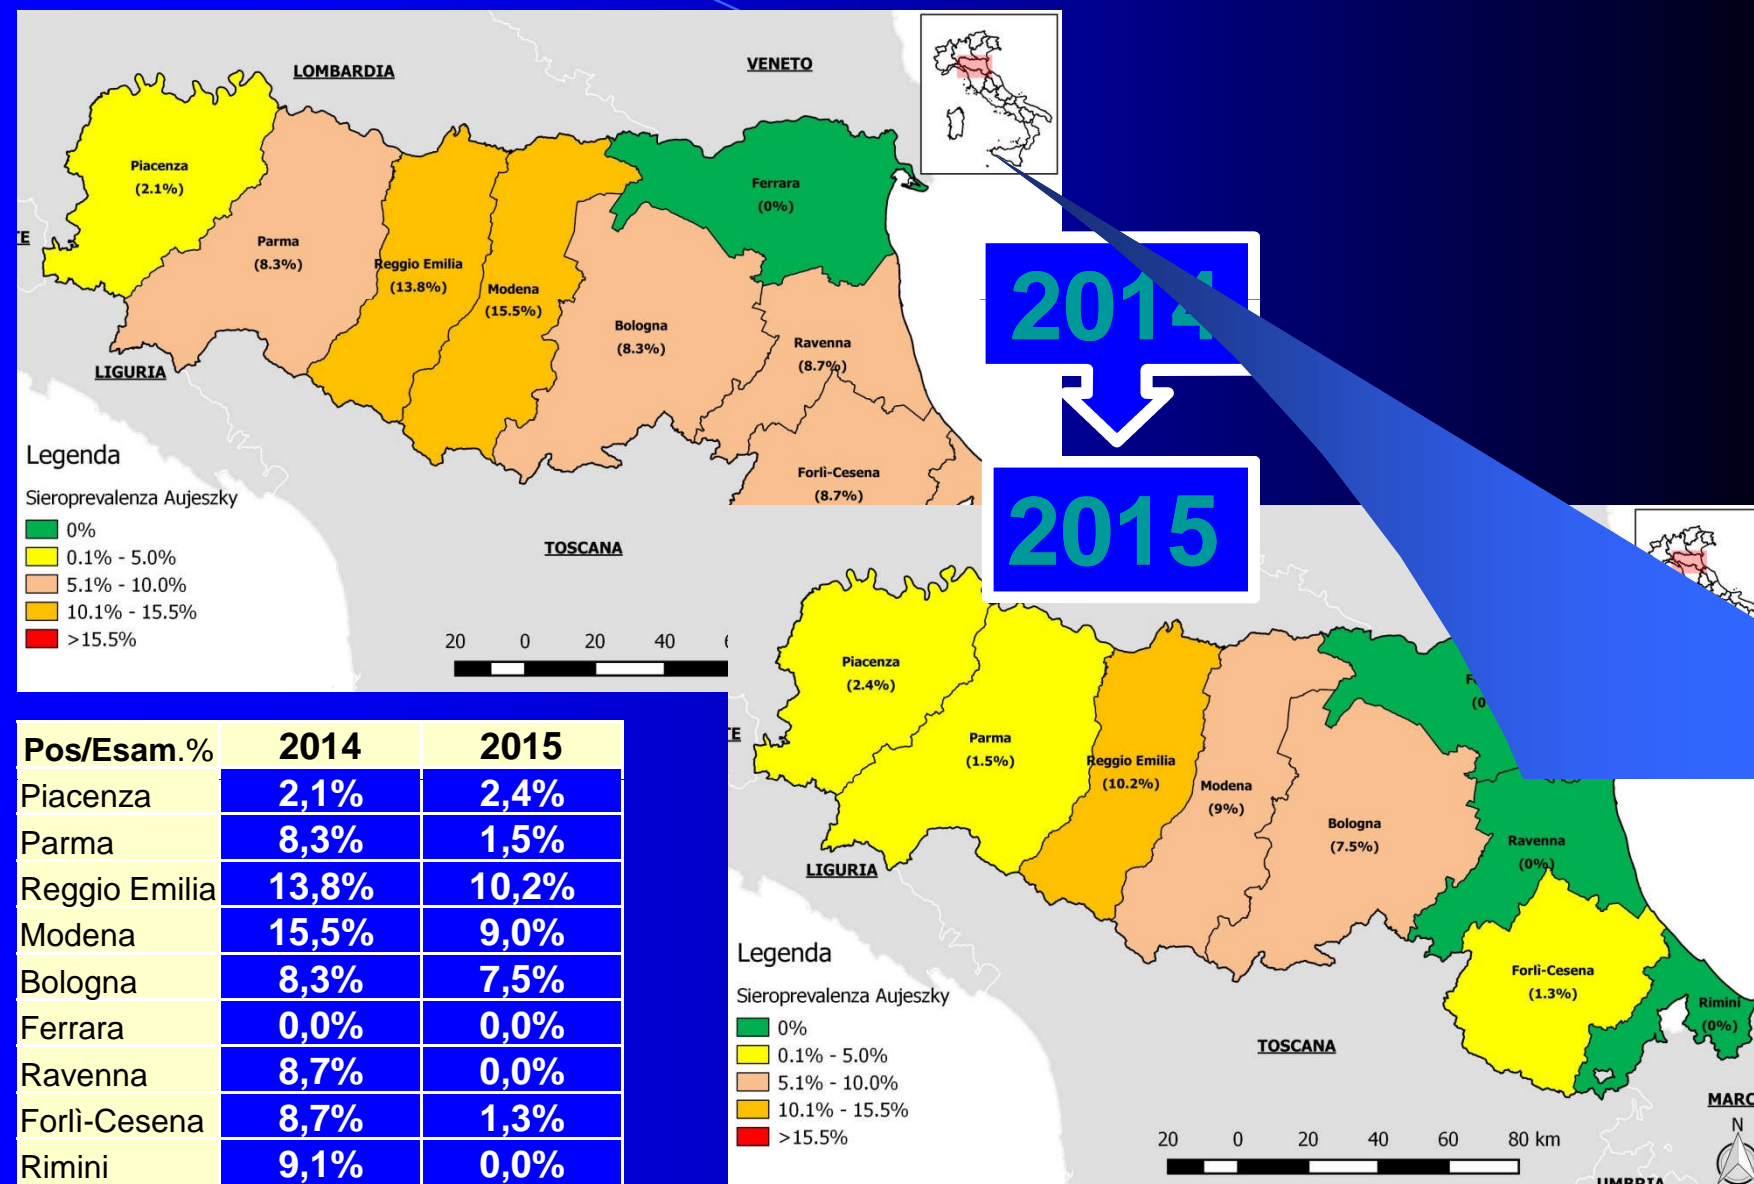 LOMBARDIA
VENETO
Piacenza
(2.1%)
Ferrara
(0%)
Parma
(8.3%)
Reggio Emilia
(13.8%)
Modena
(15.5%)
Bologna
(8.3%)
Ravenna
(8.7%)
Forlì-Cesena
(8.7%)
TE
LIGURIA
TOSCANA
Legenda
Sieroprevalenza Aujeszky
0%
0.1% - 5.0%
5.1% - 10.0%
10.1% - 15.5%
>15.5%
20 0 20 40
2014
2015
Piacenza
(2.4%)
Parma
(1.5%)
Reggio Emilia
(10.2%)
Modena
(9%)
Bologna
(7.5%)
Ravenna
(0%)
Forlì-Cesena
(1.3%)
Rimini
(0%)
TE
LIGURIA
TOSCANA
MARC
UMBRIA
N
Legenda
Sieroprevalenza Aujeszky
0%
0.1% - 5.0%
5.1% - 10.0%
10.1% - 15.5%
>15.5%
20 0 20 40 60 80 km
Pos/Esam.% 2014 2015
Piacenza 2,1% 2,4%
Parma 8,3% 1,5%
Reggio Emilia 13,8% 10,2%
Modena 15,5% 9,0%
Bologna 8,3% 7,5%
Ferrara 0,0% 0,0%
Ravenna 8,7% 0,0%
Forlì-Cesena 8,7% 1,3%
Rimini 9,1% 0,0%